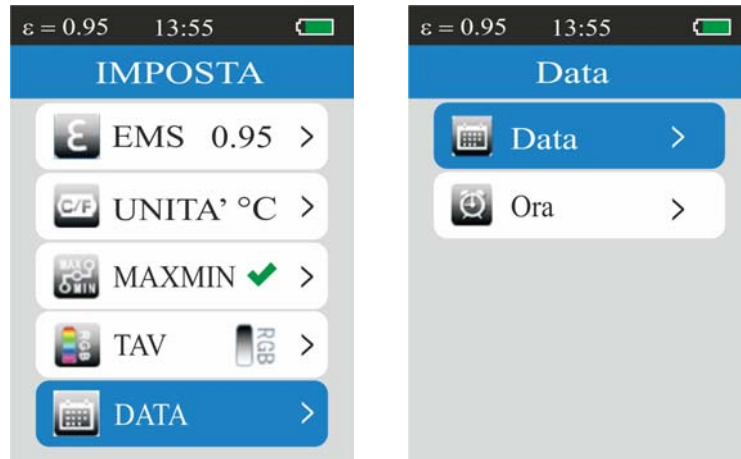 ε = 0.95 13:55
IMPOSTA
ε EMS 0.95 >
C/F UNITA' °C >
MAX MIN MAXMIN >
RGB TAV RGB >
DATA >
ε = 0.95 13:55
Data
Data >
Ora >